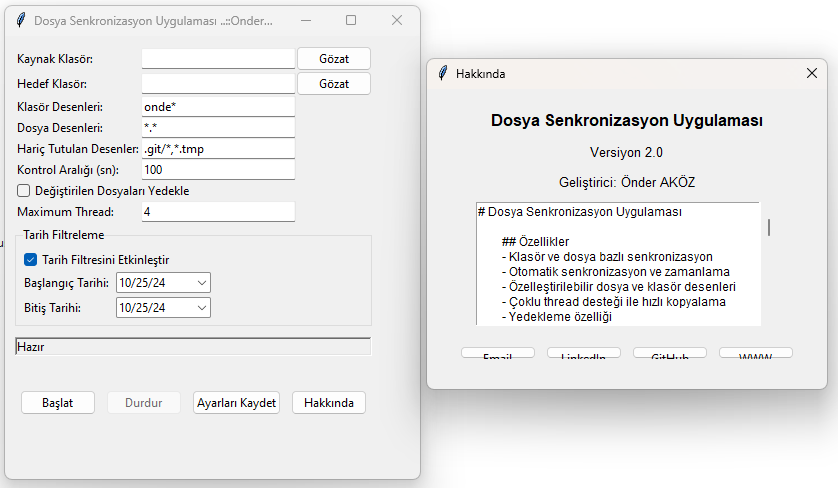 Dosya Senkronizasyon Uygulaması ..::Onder...
Kaynak Klasör:
Gözat
Hedef Klasör:
Gözat
Klasör Desenleri: onde*
Dosya Desenleri: *.*
Hariç Tutulan Desenler: .git/*,*.tmp
Kontrol Aralığı (sn): 100
Değiştirilen Dosyaları Yedekle
Maximum Thread: 4
Tarih Filtreleme
Tarih Filtresini Etkinleştir
Başlangıç Tarihi: 10/25/24
Bitiş Tarihi: 10/25/24
Hazır
Başlat
Durdur
Ayarları Kaydet
Hakkında
Hakkında
Dosya Senkronizasyon Uygulaması
Versiyon 2.0
Geliştirici: Önder AKÖZ
# Dosya Senkronizasyon Uygulaması
## Özellikler
- Klasör ve dosya bazlı senkronizasyon
- Otomatik senkronizasyon ve zamanlama
- Özelleştirilebilir dosya ve klasör desenleri
- Çoklu thread desteği ile hızlı kopyalama
- Yedekleme özelliği
Email
LinkedIn
GitHub
WWW